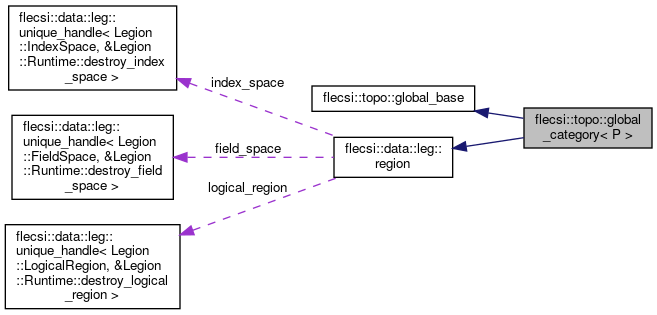 flecsi::data::leg::
unique_handle< Legion
::IndexSpace, &Legion
::Runtime::destroy_index
_space >
index_space
flecsi::topo::global_base
flecsi::topo::global
_category< P >
flecsi::data::leg::
unique_handle< Legion
::FieldSpace, &Legion
::Runtime::destroy_field
_space >
field_space
flecsi::data::leg::
region
logical_region
flecsi::data::leg::
unique_handle< Legion
::LogicalRegion, &Legion
::Runtime::destroy_logical
_region >